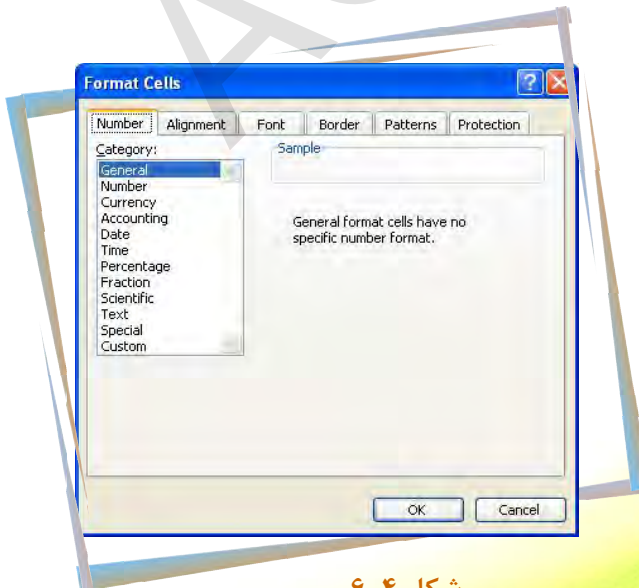 Format Cells
Number Alignment Font Border Patterns Protection
Category:
General
Number
Currency
Accounting
Date
Time
Percentage
Fraction
Scientific
Text
Special
Custom
Sample
General format cells have no
specific number format.
OK Cancel